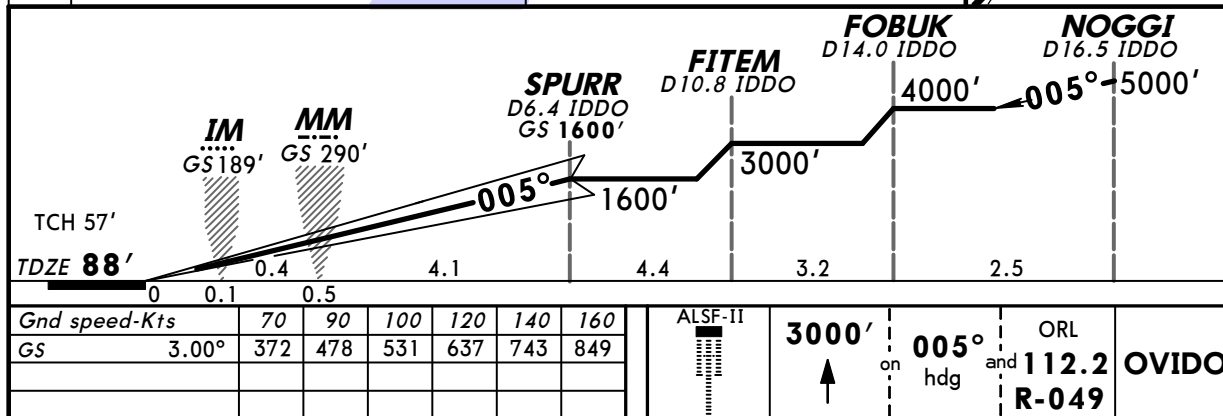 FOBUK
D14.0 IDDO
NOGGI
D16.5 IDDO
FITEM
D10.8 IDDO
SPURR
D6.4 IDDO
GS 1600'
4000'
005°
5000'
IM
GS 189'
MM
GS 290'
3000'
005°
1600'
TCH 57'
TDZE 88'
0.4 4.1 4.4 3.2 2.5
0 0.1 0.5
Gnd speed-Kts 70 90 100 120 140 160
GS 3.00° 372 478 531 637 743 849
ALSF-II
3000'
on
005°
hdg
and
ORL
112.2
R-049
OVIDO